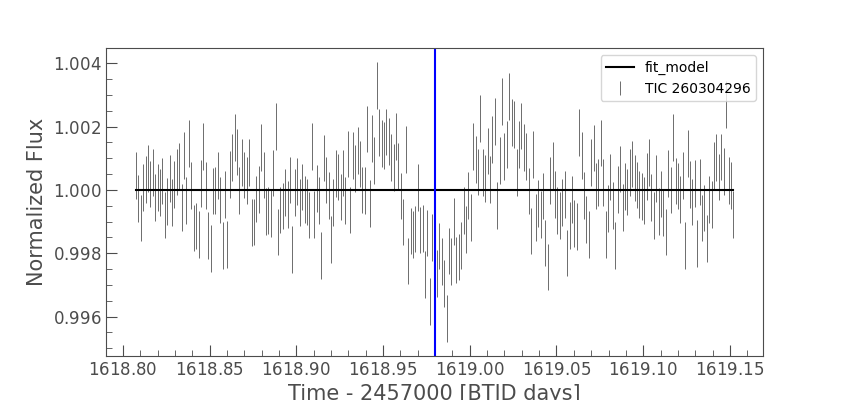 1.004
1.002
1.000
0.998
0.996
Normalized Flux
fit_model
TIC 260304296
1618.80 1618.85 1618.90 1618.95 1619.00 1619.05 1619.10 1619.15
Time - 2457000 [BTJD days]